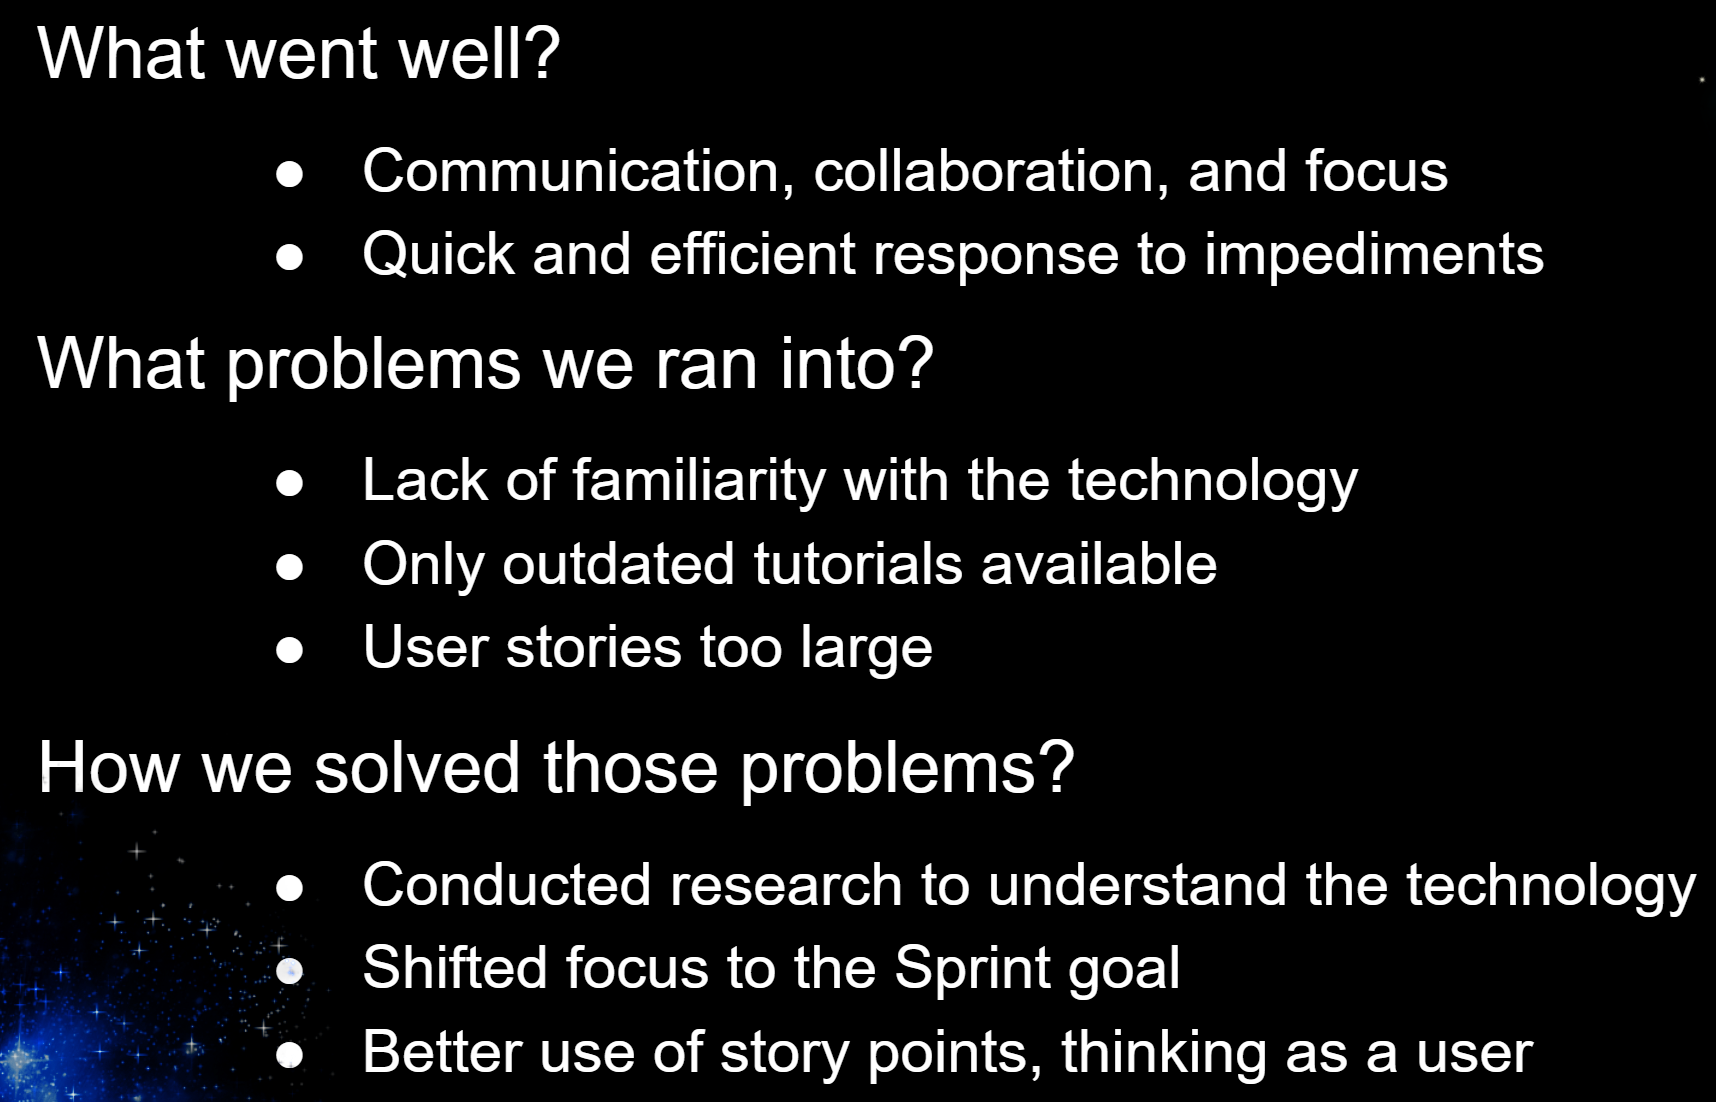 What went well?
● Communication, collaboration, and focus
● Quick and efficient response to impediments
What problems we ran into?
● Lack of familiarity with the technology
● Only outdated tutorials available
● User stories too large
How we solved those problems?
● Conducted research to understand the technology
● Shifted focus to the Sprint goal
● Better use of story points, thinking as a user